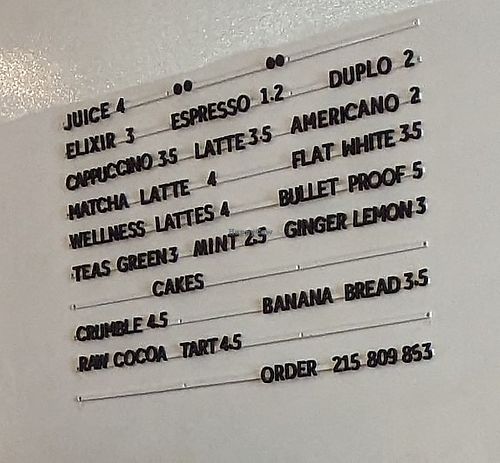 JUICE 4
ELIXIR 3 ESPRESSO 1.2 DUPLO 2
CAPPUCCINO 3.5 LATTE 3.5 AMERICANO 2
MATCHA LATTE 4 FLAT WHITE 3.5
WELLNESS LATTES 4 BULLET PROOF 5
TEAS GREEN 3 MINT 2.5 GINGER LEMON 3
CAKES
CRUMBLE 4.5 BANANA BREAD 3.5
RAW COCOA TART 4.5
ORDER 215 809 853